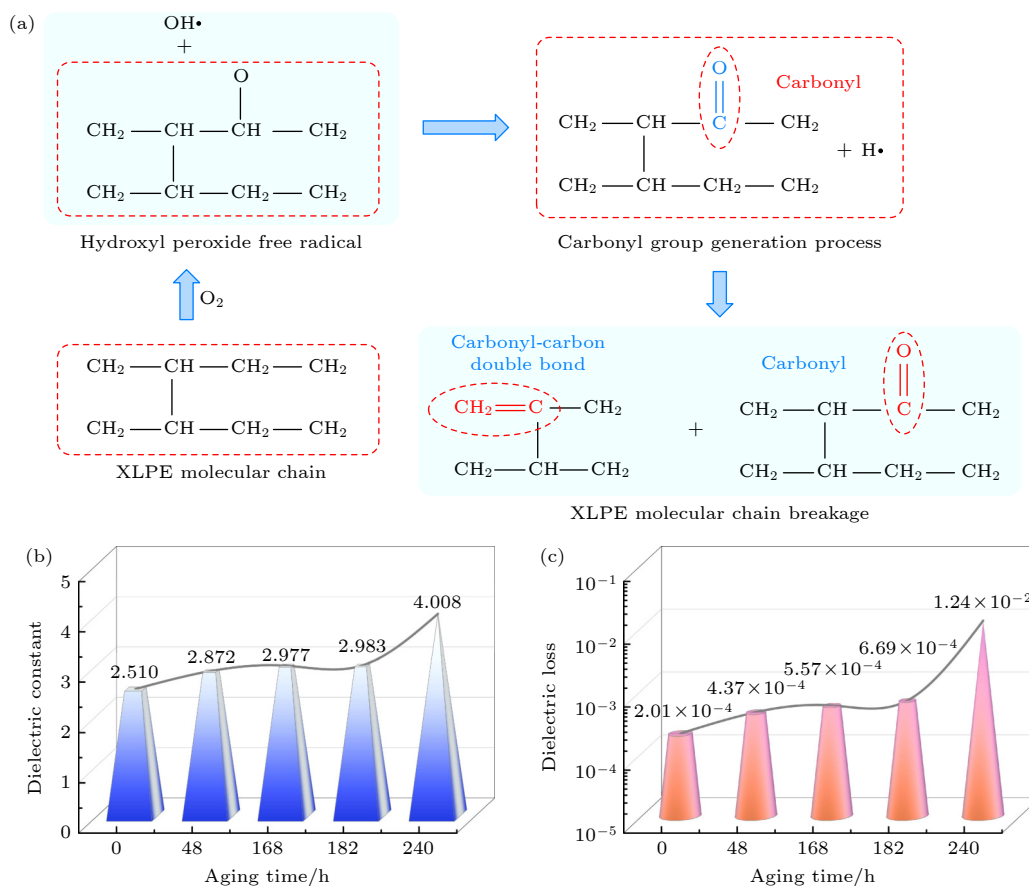 (a)
OH•
+
O
CH₂ CH CH CH₂
CH₂ CH CH₂ CH₂
Hydroxyl peroxide free radical
O
Carbonyl
CH₂ CH C CH₂
+ H•
CH₂ CH CH₂ CH₂
Carbonyl group generation process
O₂
CH₂ CH CH₂ CH₂
CH₂ CH CH₂ CH₂
XLPE molecular chain
Carbonyl-carbon
double bond
CH₂ C CH₂
CH₂ CH CH₂
+
Carbonyl
O
CH₂ CH C CH₂
CH₂ CH CH₂ CH₂
XLPE molecular chain breakage
(b)
Dielectric constant
5
4
3
2
1
0
2.510
2.872
2.977
2.983
4.008
0 48 168 182 240
Aging time/h
(c)
Dielectric loss
10⁻¹
10⁻²
10⁻³
10⁻⁴
10⁻⁵
2.01×10⁻⁴
4.37×10⁻⁴
5.57×10⁻⁴
6.69×10⁻⁴
1.24×10⁻²
0 48 168 182 240
Aging time/h